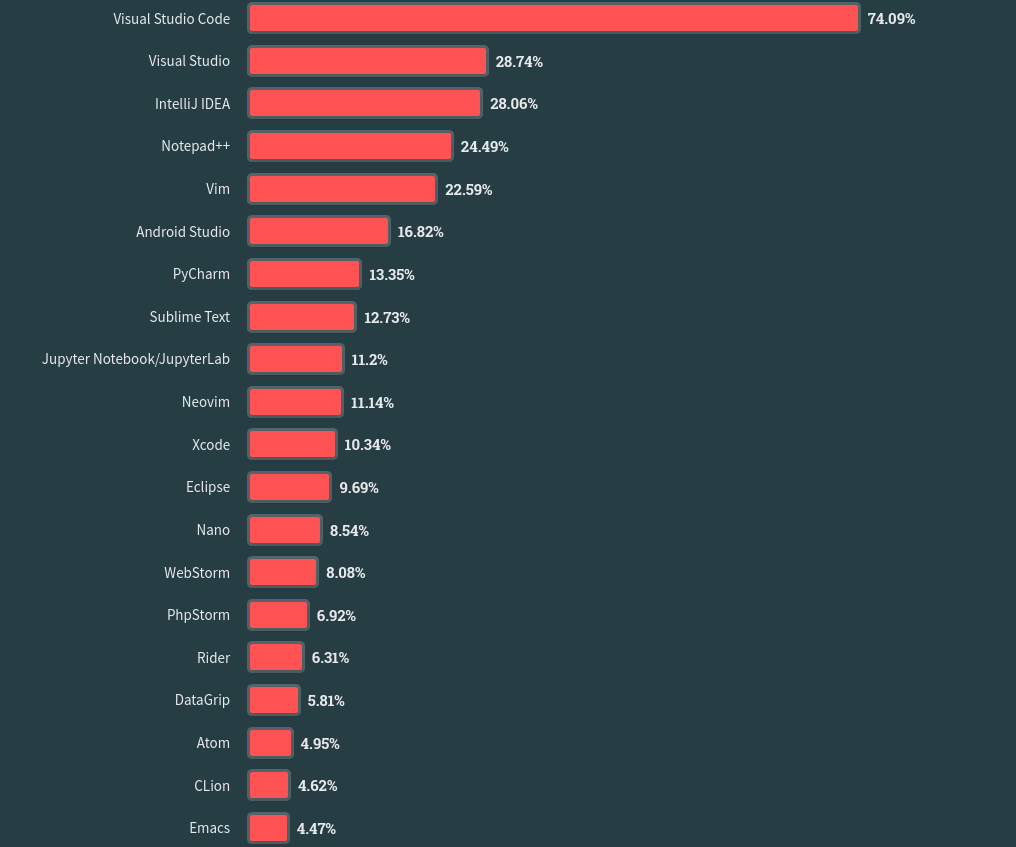 Visual Studio Code 74.09%
Visual Studio 28.74%
IntelliJ IDEA 28.06%
Notepad++ 24.49%
Vim 22.59%
Android Studio 16.82%
PyCharm 13.35%
Sublime Text 12.73%
Jupyter Notebook/JupyterLab 11.2%
Neovim 11.14%
Xcode 10.34%
Eclipse 9.69%
Nano 8.54%
WebStorm 8.08%
PhpStorm 6.92%
Rider 6.31%
DataGrip 5.81%
Atom 4.95%
CLion 4.62%
Emacs 4.47%